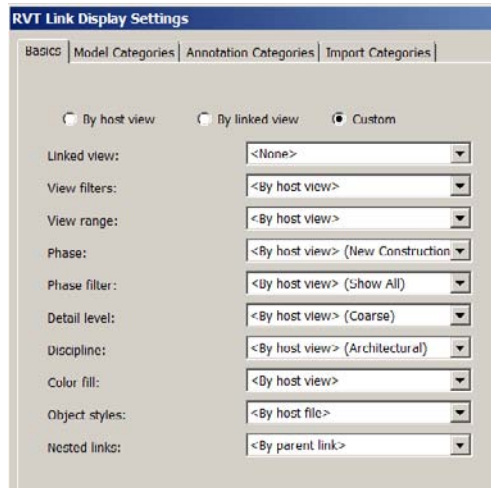 RVT Link Display Settings
Basics Model Categories Annotation Categories Import Categories
By host view By linked view Custom
Linked view: <None>
View filters: <By host view>
View range: <By host view>
Phase: <By host view> (New Construction
Phase filter: <By host view> (Show All)
Detail level: <By host view> (Coarse)
Discipline: <By host view> (Architectural)
Color fill: <By host view>
Object styles: <By host file>
Nested links: <By parent link>